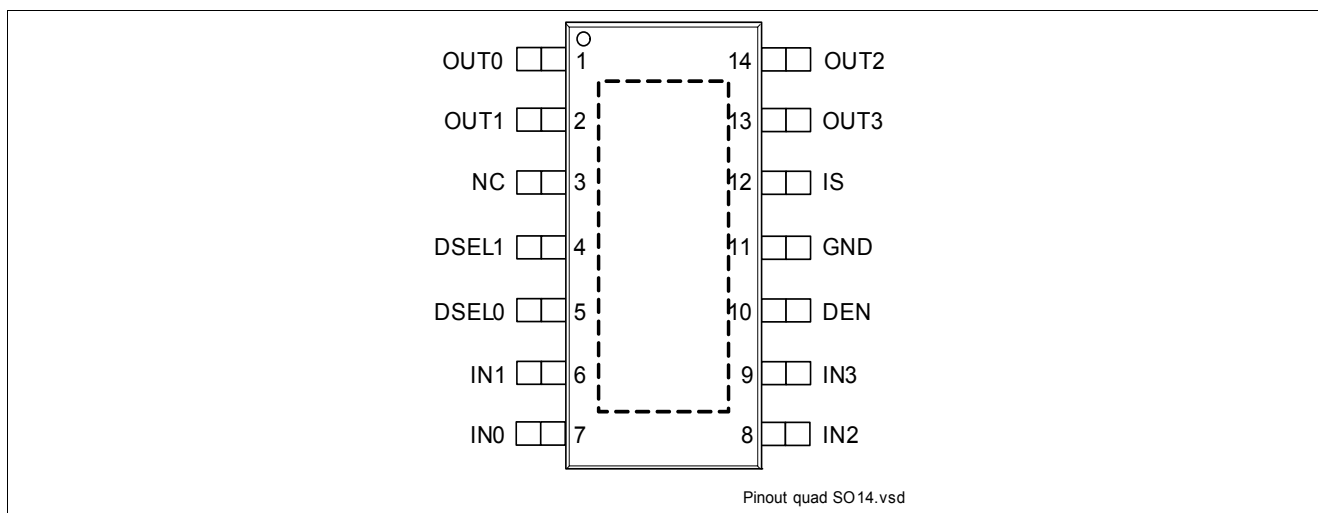 OUT0 1 14 OUT2
OUT1 2 13 OUT3
NC 3 12 IS
DSEL1 4 11 GND
DSEL0 5 10 DEN
IN1 6 9 IN3
IN0 7 8 IN2
Pinout quad SO14.vsd